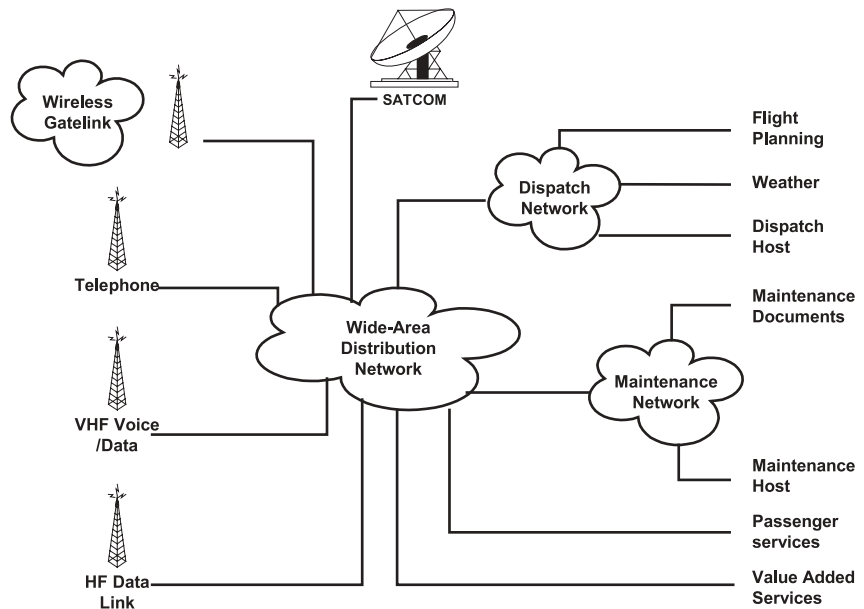 SATCOM
Wireless
Gatelink
Telephone
VHF Voice
/Data
HF Data
Link
Wide-Area
Distribution
Network
Dispatch
Network
Maintenance
Network
Flight
Planning
Weather
Dispatch
Host
Maintenance
Documents
Maintenance
Host
Passenger
services
Value Added
Services